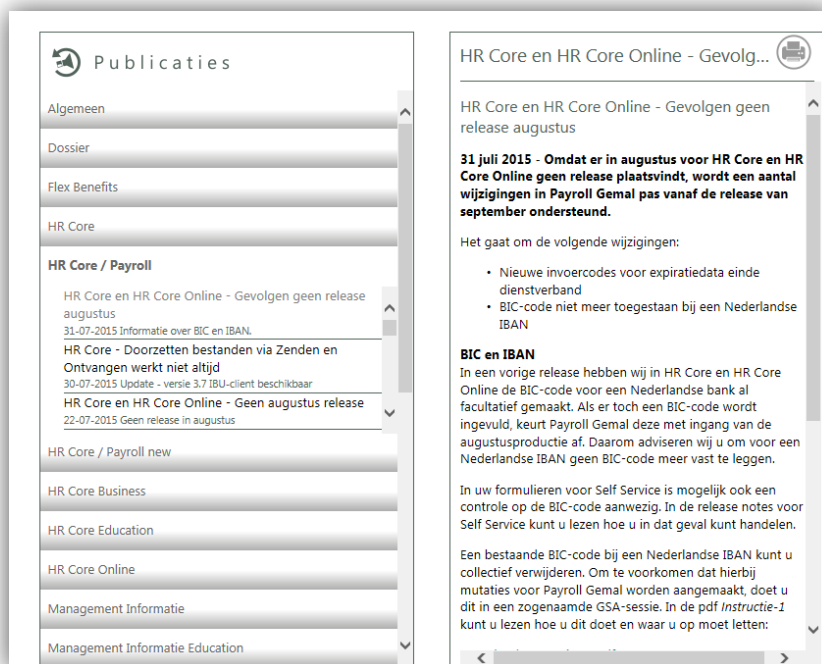 Publicaties
Algemeen
Dossier
Flex Benefits
HR Core
HR Core / Payroll
HR Core en HR Core Online - Gevolgen geen release
augustus
31-07-2015 Informatie over BIC en IBAN.
HR Core - Doorzetten bestanden via Zenden en
Ontvangen werkt niet altijd
30-07-2015 Update - versie 3.7 IBU-client beschikbaar
HR Core en HR Core Online - Geen augustus release
22-07-2015 Geen release in augustus
HR Core / Payroll new
HR Core Business
HR Core Education
HR Core Online
Management Informatie
Management Informatie Education
HR Core en HR Core Online - Gevolg...
HR Core en HR Core Online - Gevolgen geen
release augustus
31 juli 2015 - Omdat er in augustus voor HR Core en HR
Core Online geen release plaatsvindt, wordt een aantal
wijzigingen in Payroll Gemal pas vanaf de release van
september ondersteund.
Het gaat om de volgende wijzigingen:
• Nieuwe invoercodes voor expiratiedata einde
dienstverband
• BIC-code niet meer toegestaan bij een Nederlandse
IBAN
BIC en IBAN
In een vorige release hebben wij in HR Core en HR Core
Online de BIC-code voor een Nederlandse bank al
facultatief gemaakt. Als er toch een BIC-code wordt
ingevuld, keurt Payroll Gemal deze met ingang van de
augustusproductie af. Daarom adviseren wij u om voor een
Nederlandse IBAN geen BIC-code meer vast te leggen.
In uw formulieren voor Self Service is mogelijk ook een
controle op de BIC-code aanwezig. In de release notes voor
Self Service kunt u lezen hoe u in dat geval kunt handelen.
Een bestaande BIC-code bij een Nederlandse IBAN kunt u
collectief verwijderen. Om te voorkomen dat hierbij
mutaties voor Payroll Gemal worden aangemaakt, doet u
dit in een zogenaamde GSA-sessie. In de pdf Instructie-1
kunt u lezen hoe u dit doet en waar u op moet letten: